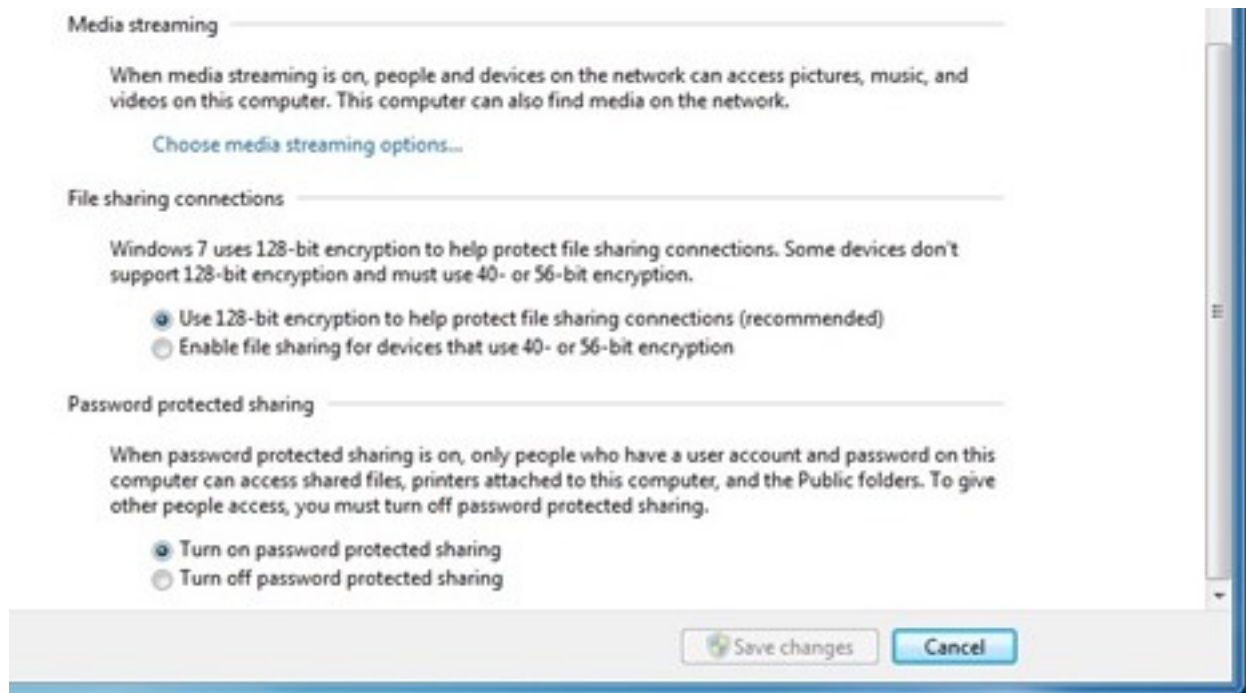 Media streaming
When media streaming is on, people and devices on the network can access pictures, music, and
videos on this computer. This computer can also find media on the network.
Choose media streaming options...
File sharing connections
Windows 7 uses 128-bit encryption to help protect file sharing connections. Some devices don't
support 128-bit encryption and must use 40- or 56-bit encryption.
Use 128-bit encryption to help protect file sharing connections (recommended)
Enable file sharing for devices that use 40- or 56-bit encryption
Password protected sharing
When password protected sharing is on, only people who have a user account and password on this
computer can access shared files, printers attached to this computer, and the Public folders. To give
other people access, you must turn off password protected sharing.
Turn on password protected sharing
Turn off password protected sharing
Save changes
Cancel